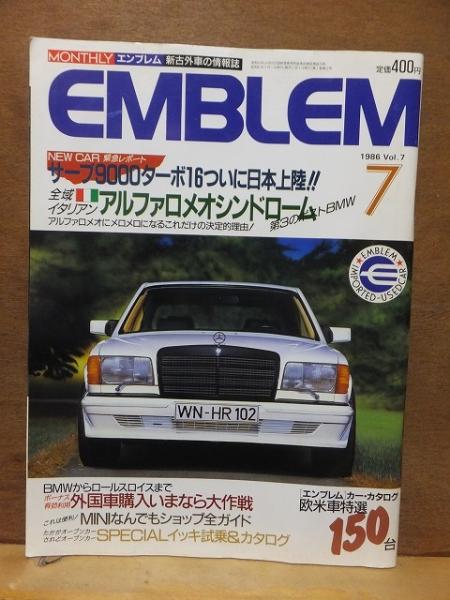 MONTHLY エンブレム 新古外車の情報誌
定価400円
EMBLEM
1986 Vol.7
7
NEW CAR 緊急レポート
サーブ9000ターボ16ついに日本上陸!!
全域イタリアン アルファロメオシンドローム
アルファロメオにメロメロになるこれだけの決定的理由!
EMBLEM
IMPORTED-USEDCAR
WN-HR 102
BMWからロールスロイスまで
ボーナス有効利用 外国車購入いまなら大作戦
これは便利! MINIなんでもショップ全ガイド
たかがオープンカー されどオープンカー SPECIALイッキ試乗&カタログ
エンブレム カー・カタログ
欧米車特選
150台